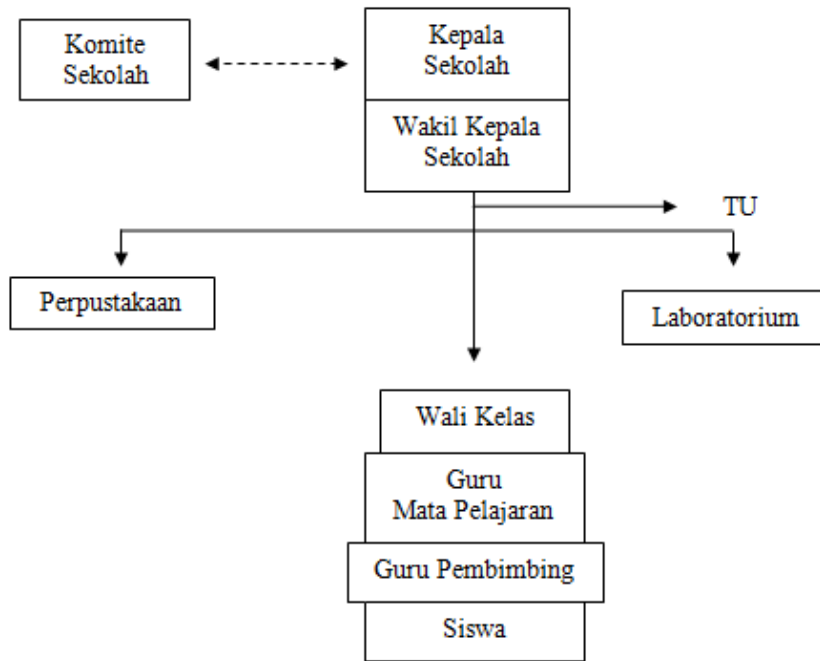 Komite
Sekolah
Kepala
Sekolah
Wakil Kepala
Sekolah
TU
Perpustakaan
Laboratorium
Wali Kelas
Guru
Mata Pelajaran
Guru Pembimbing
Siswa